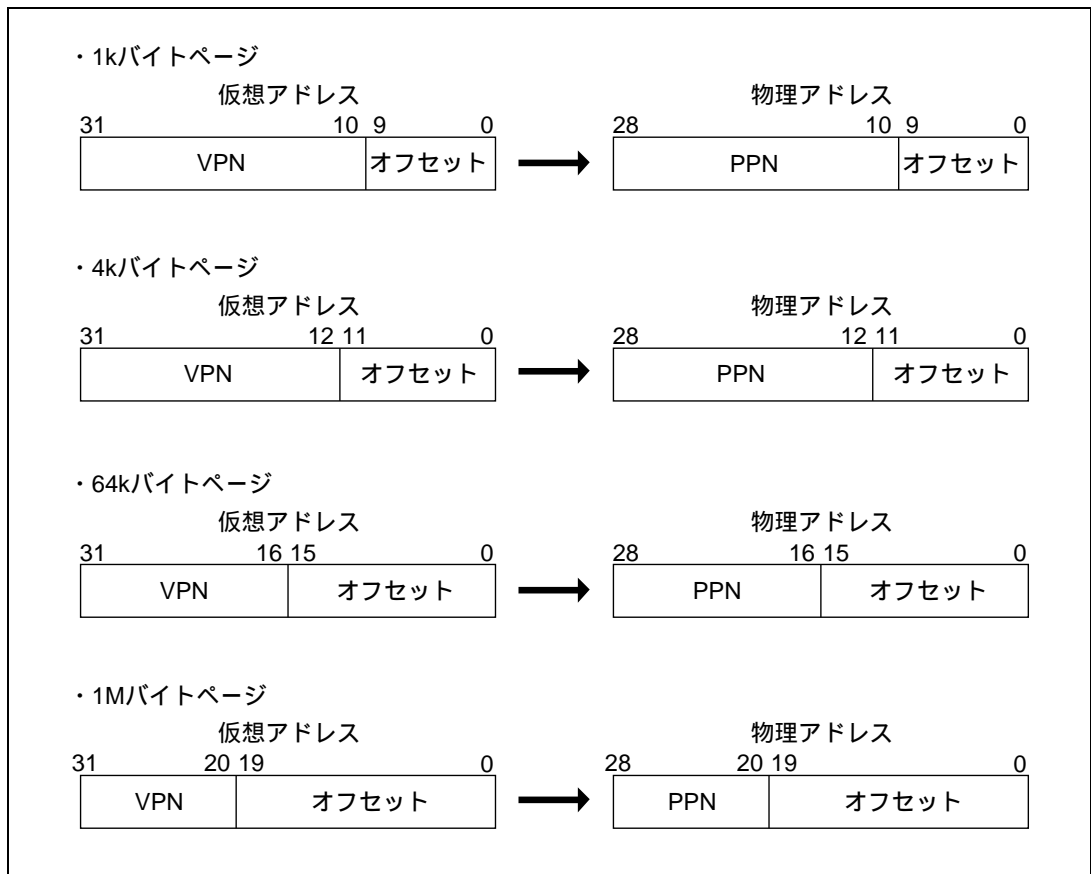 ・1kバイトページ
仮想アドレス 物理アドレス
31 10 9 0 28 10 9 0
VPN オフセット PPN オフセット
・4kバイトページ
仮想アドレス 物理アドレス
31 12 11 0 28 12 11 0
VPN オフセット PPN オフセット
・64kバイトページ
仮想アドレス 物理アドレス
31 16 15 0 28 16 15 0
VPN オフセット PPN オフセット
・1Mバイトページ
仮想アドレス 物理アドレス
31 20 19 0 28 20 19 0
VPN オフセット PPN オフセット